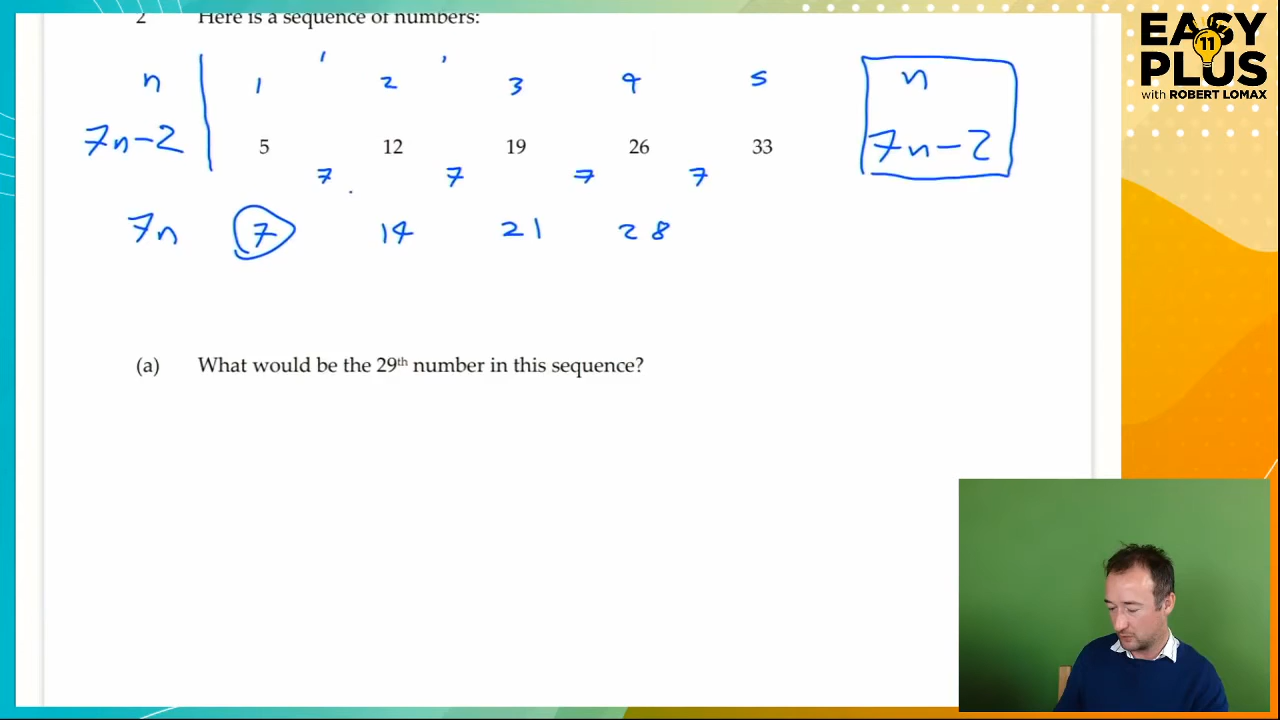 2 Here is a sequence of numbers:
n 1 2 3 4 5 n
7n-2 5 12 19 26 33 7n-2
7 7 7 7
7n 7 14 21 28
(a) What would be the 29th number in this sequence?
EASY
11
PLUS
with ROBERT LOMAX